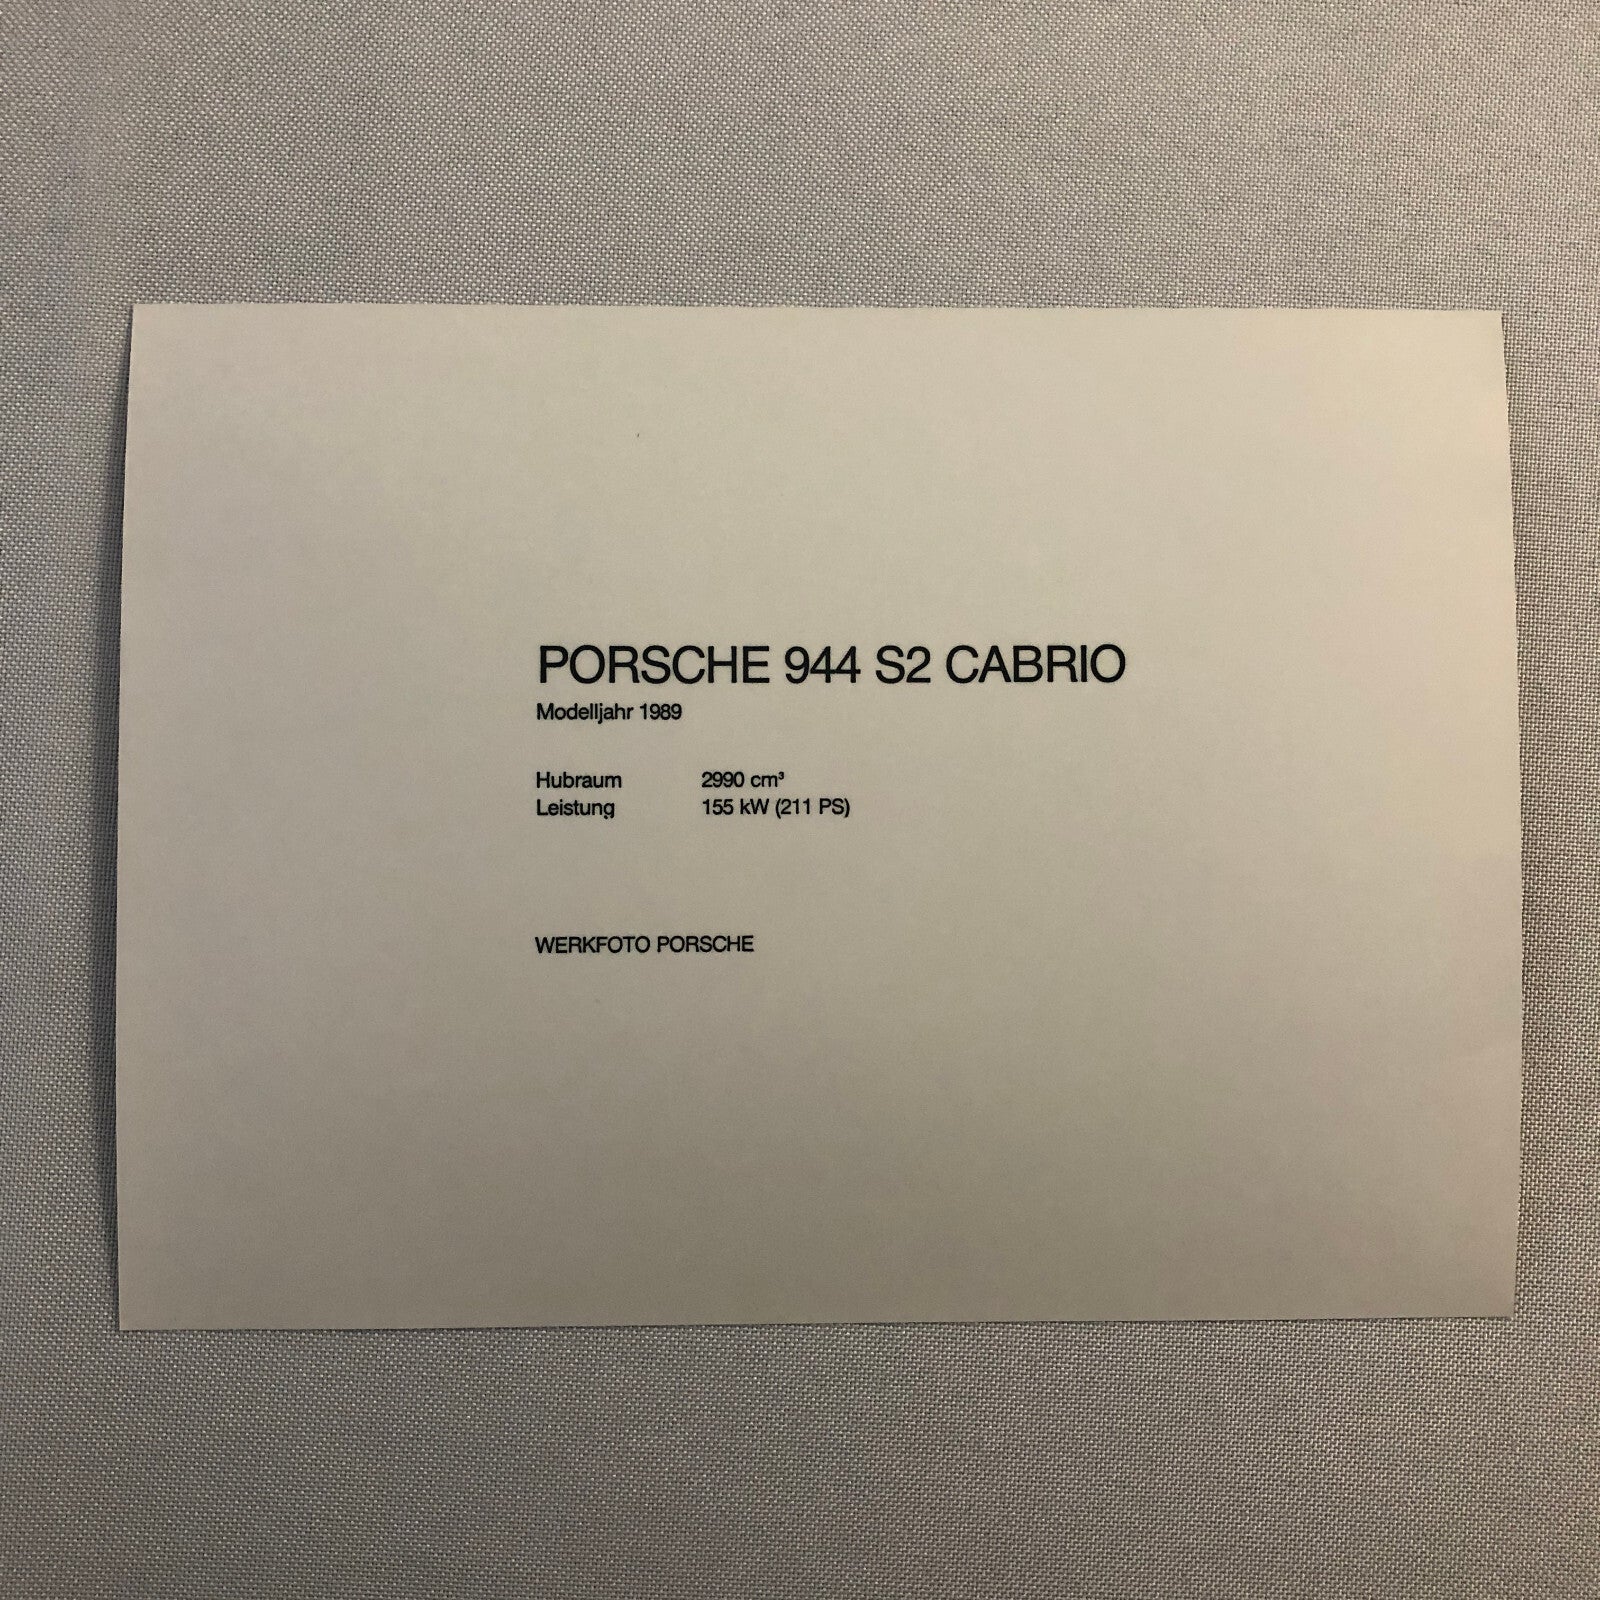 PORSCHE 944 S2 CABRIO
Modelljahr 1989
Hubraum 2990 cm³
Leistung 155 kW (211 PS)
WERKFOTO PORSCHE